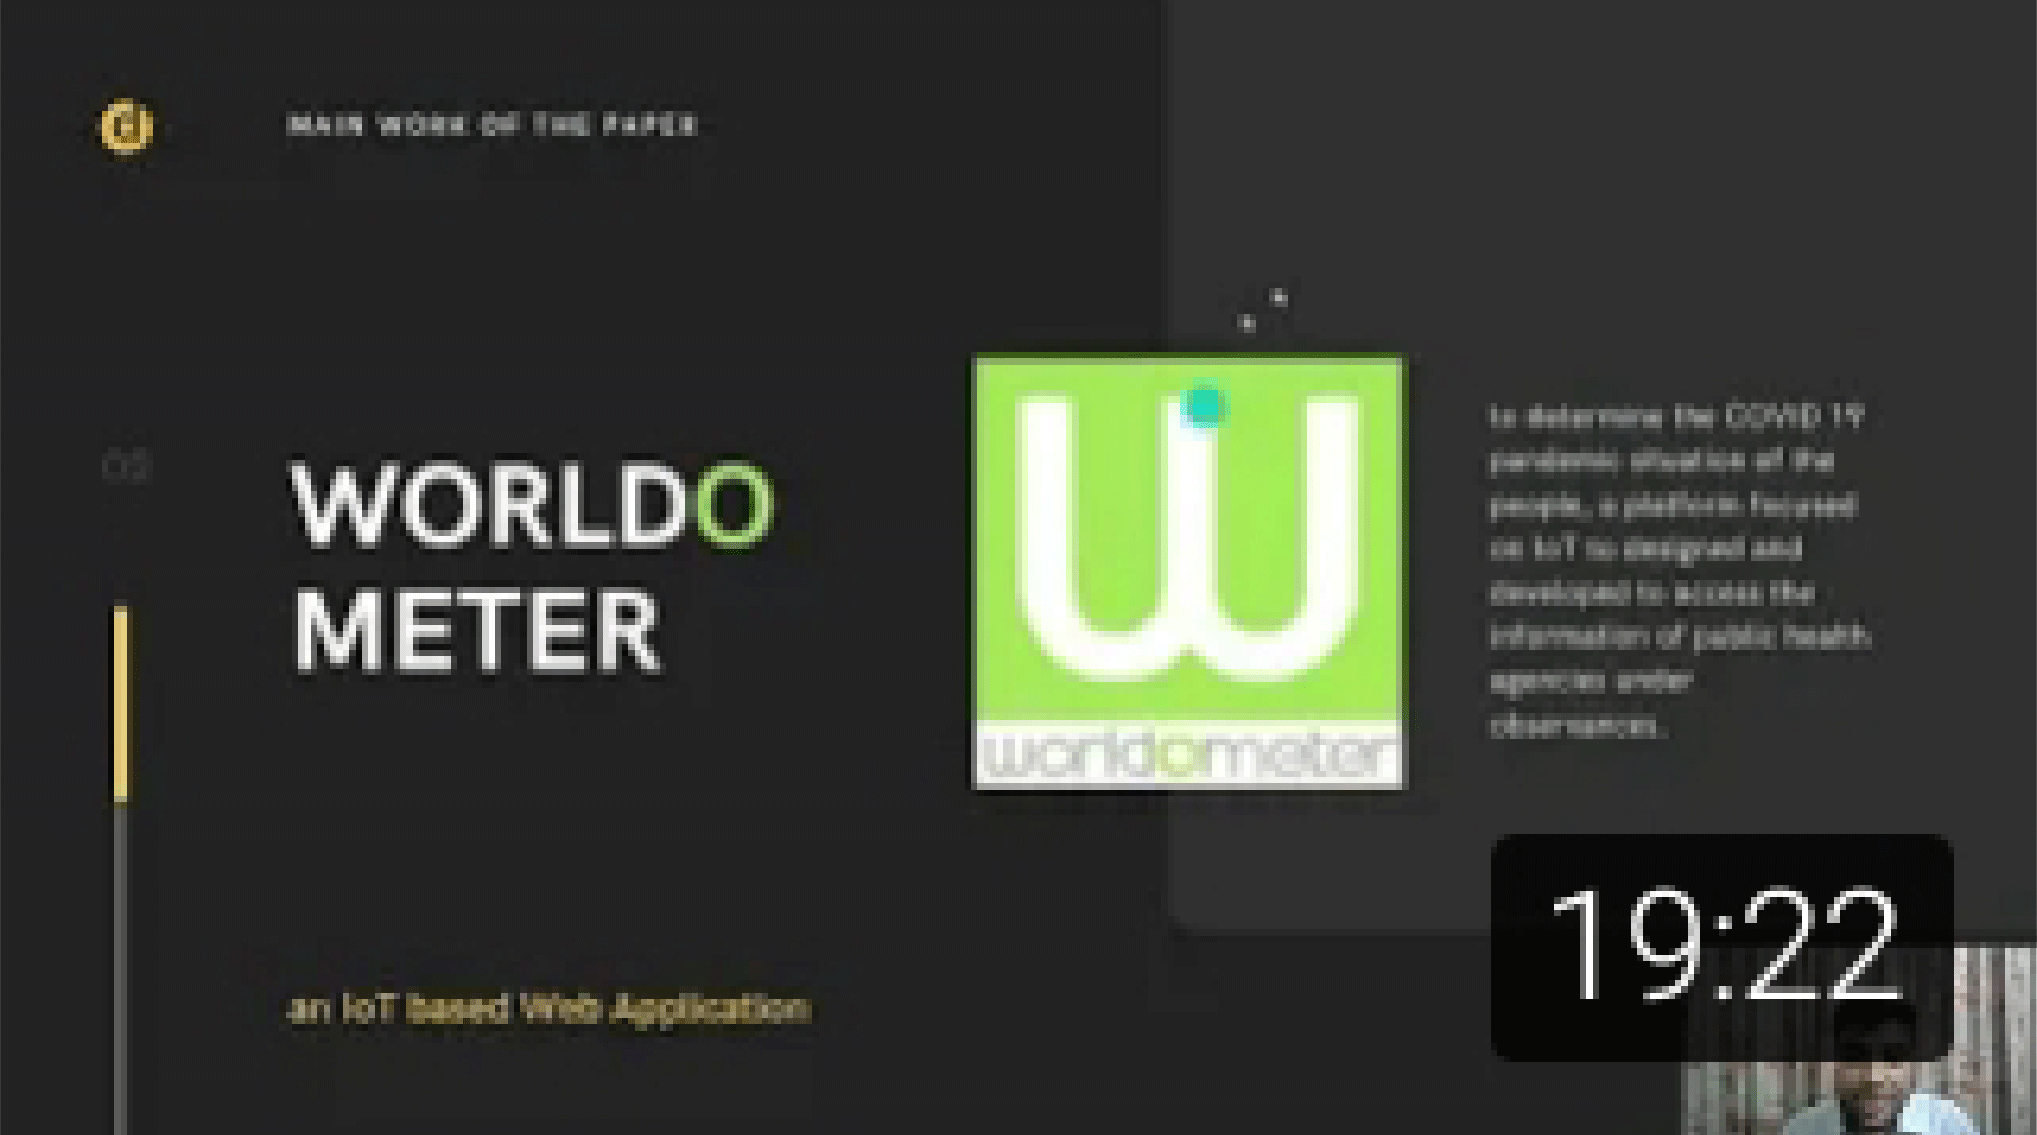 MAIN WORK OF THE PAPER
WORLDO
METER
worldometer
to determine the COVID 19
pandemic situation of the
people, a platform focused
on IoT to designed and
developed to access the
information of public health
agencies under
observances.
19:22
an IoT based Web Application